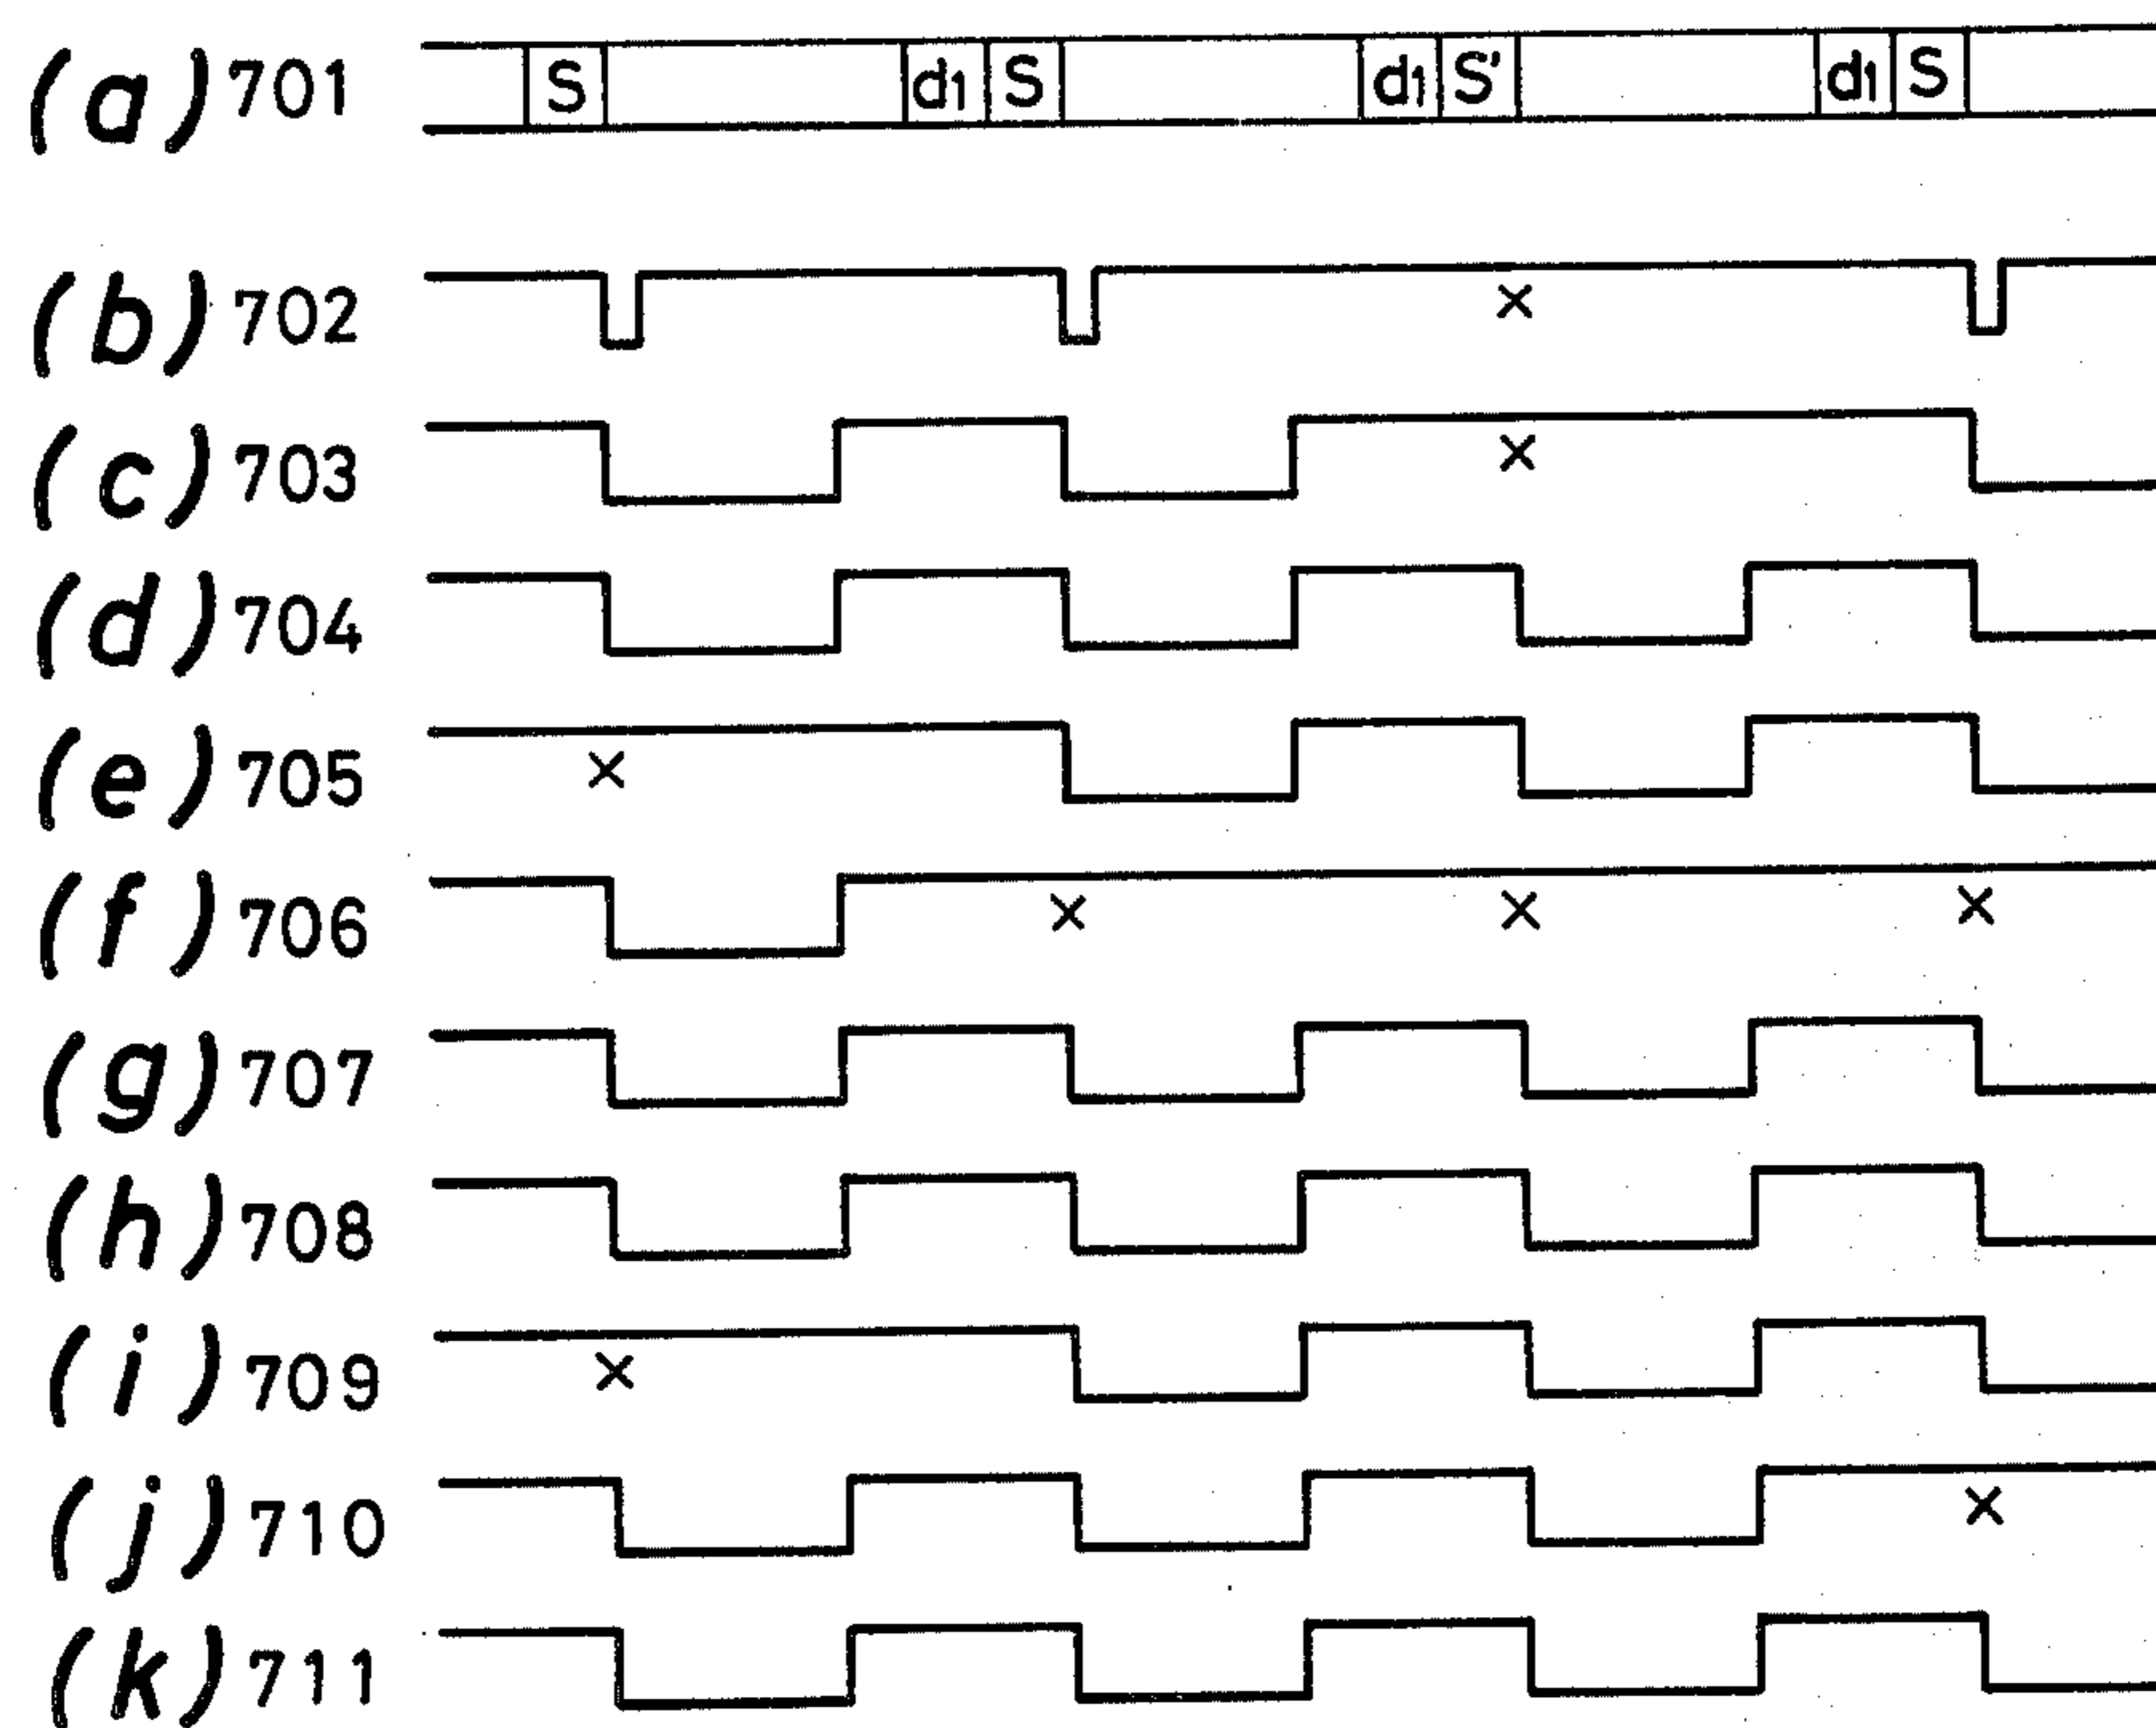 (a) 701 S d1 S d1 S' d1 S
(b) 702 ×
(c) 703 ×
(d) 704
(e) 705 ×
(f) 706 × × ×
(g) 707
(h) 708
(i) 709 ×
(j) 710 ×
(k) 711